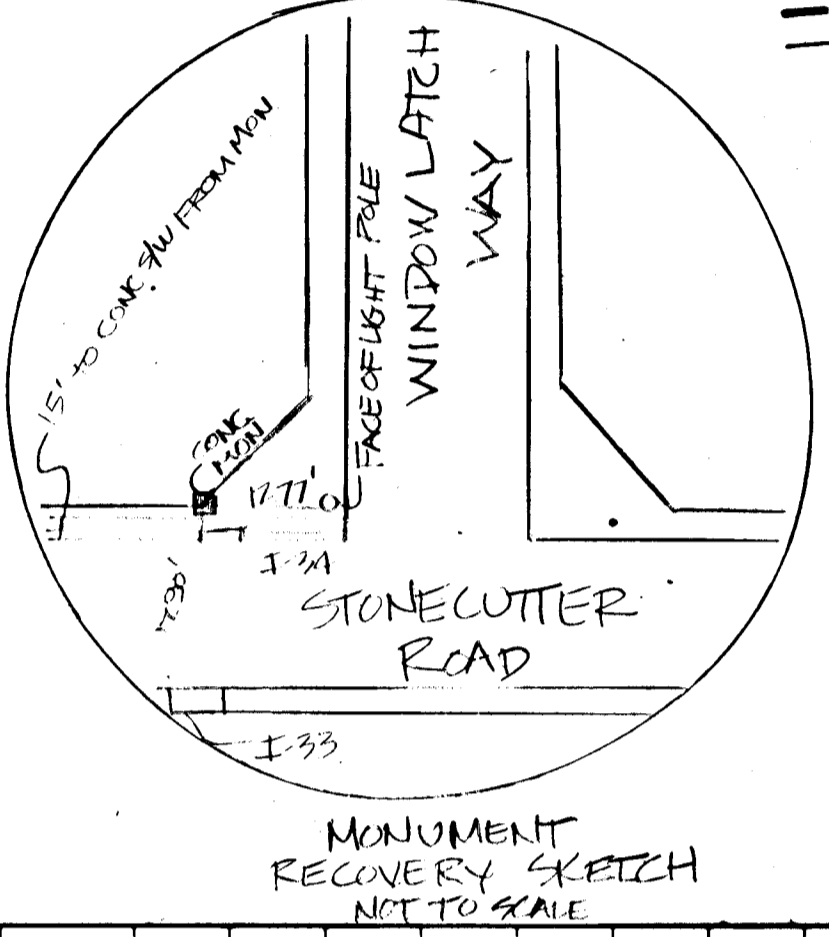 WINDOW LATCH
WAY
FACE OF LIGHT POLE
15' TO CONC. S/W FROM MON
CONC.
MON
17.77'
I-34
STONECUTTER
ROAD
I-33
MONUMENT
RECOVERY SKETCH
NOT TO SCALE